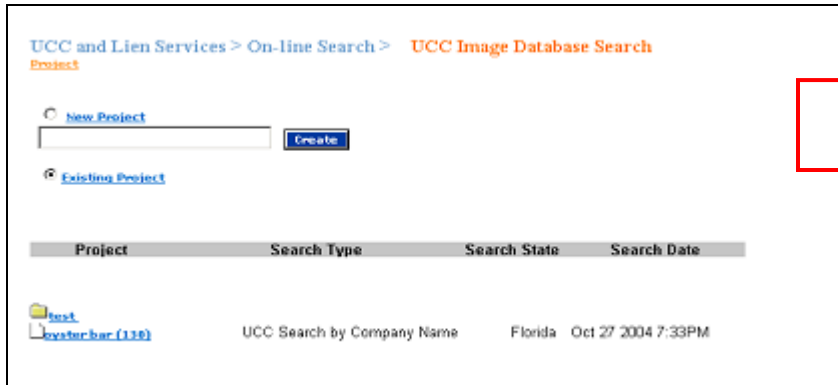 UCC and Lien Services > On-line Search > UCC Image Database Search
Project
New Project
Create
Existing Project
Project Search Type Search State Search Date
test
oyster bar (130) UCC Search by Company Name Florida Oct 27 2004 7:33PM